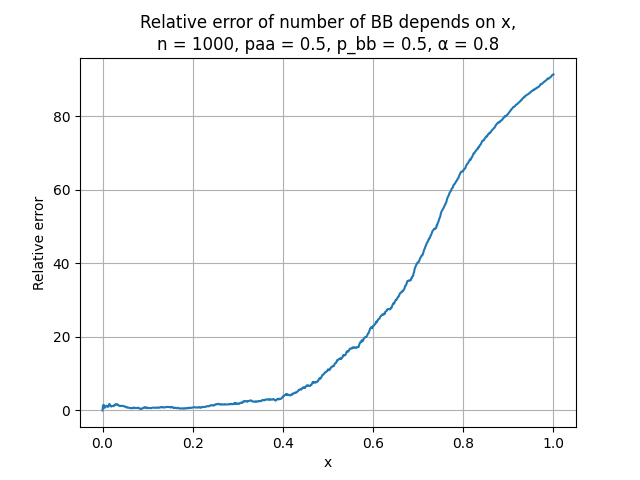 Relative error of number of BB depends on x,
n = 1000, paa = 0.5, p_bb = 0.5, α = 0.8
Relative error
80
60
40
20
0
0.0 0.2 0.4 0.6 0.8 1.0
x